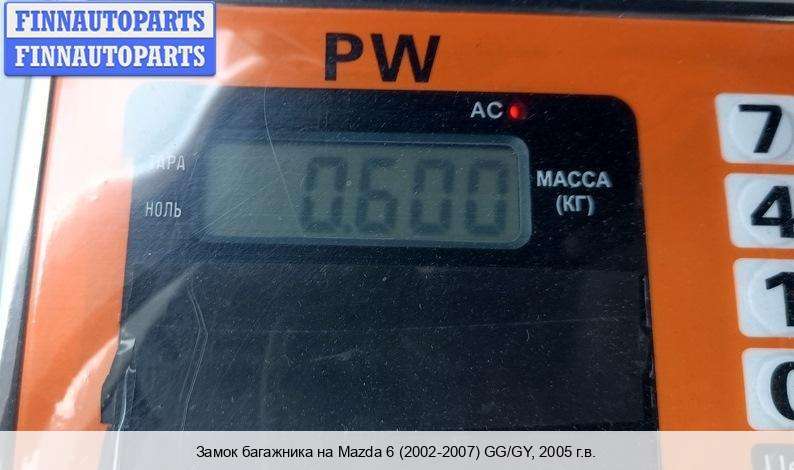 FINNAUTOPARTS
FINNAUTOPARTS
PW
AC
7
ТАРА
0.600
МАССА
(КГ)
НОЛЬ
4
1
0
Замок багажника на Mazda 6 (2002-2007) GG/GY, 2005 г.в.